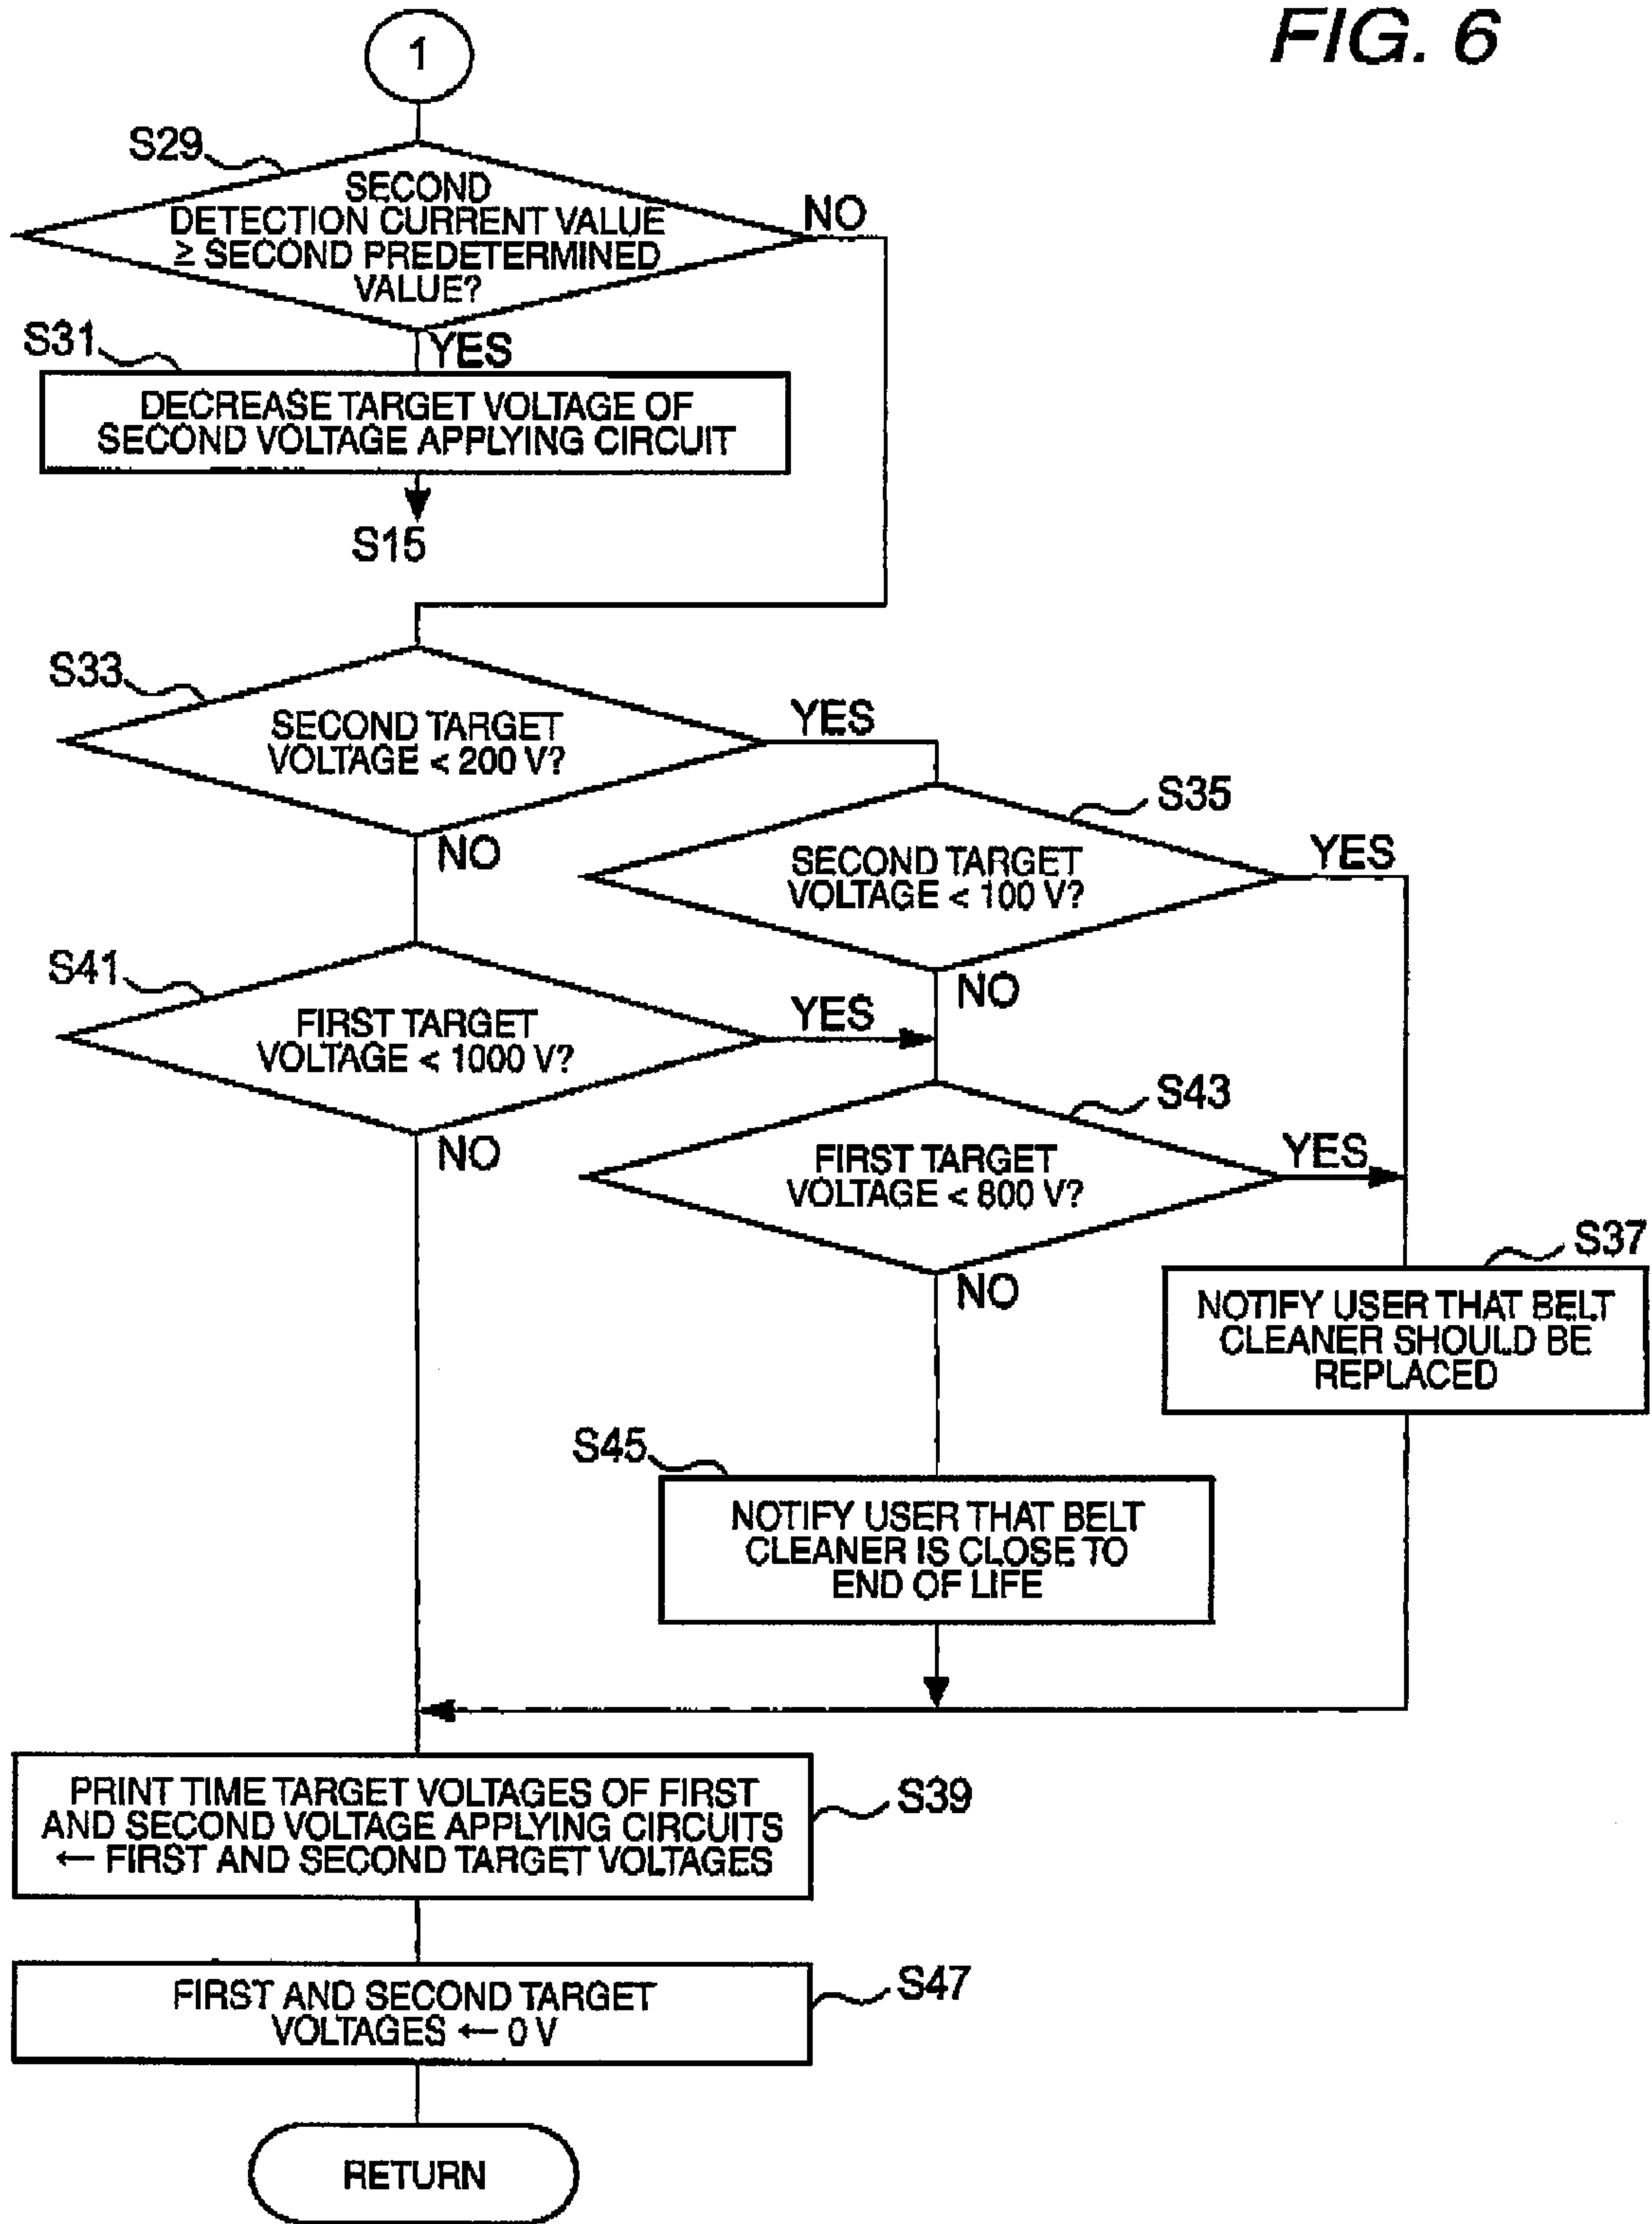 FIG. 6
1
S29
SECOND
DETECTION CURRENT VALUE
≥ SECOND PREDETERMINED
VALUE?
NO
YES
S31
DECREASE TARGET VOLTAGE OF
SECOND VOLTAGE APPLYING CIRCUIT
S15
S33
SECOND TARGET
VOLTAGE < 200 V?
YES
NO
S35
SECOND TARGET
VOLTAGE < 100 V?
YES
NO
S41
FIRST TARGET
VOLTAGE < 1000 V?
YES
NO
S43
FIRST TARGET
VOLTAGE < 800 V?
YES
NO
S37
NOTIFY USER THAT BELT
CLEANER SHOULD BE
REPLACED
S45
NOTIFY USER THAT BELT
CLEANER IS CLOSE TO
END OF LIFE
PRINT TIME TARGET VOLTAGES OF FIRST
AND SECOND VOLTAGE APPLYING CIRCUITS
← FIRST AND SECOND TARGET VOLTAGES
S39
FIRST AND SECOND TARGET
VOLTAGES ← 0 V
S47
RETURN